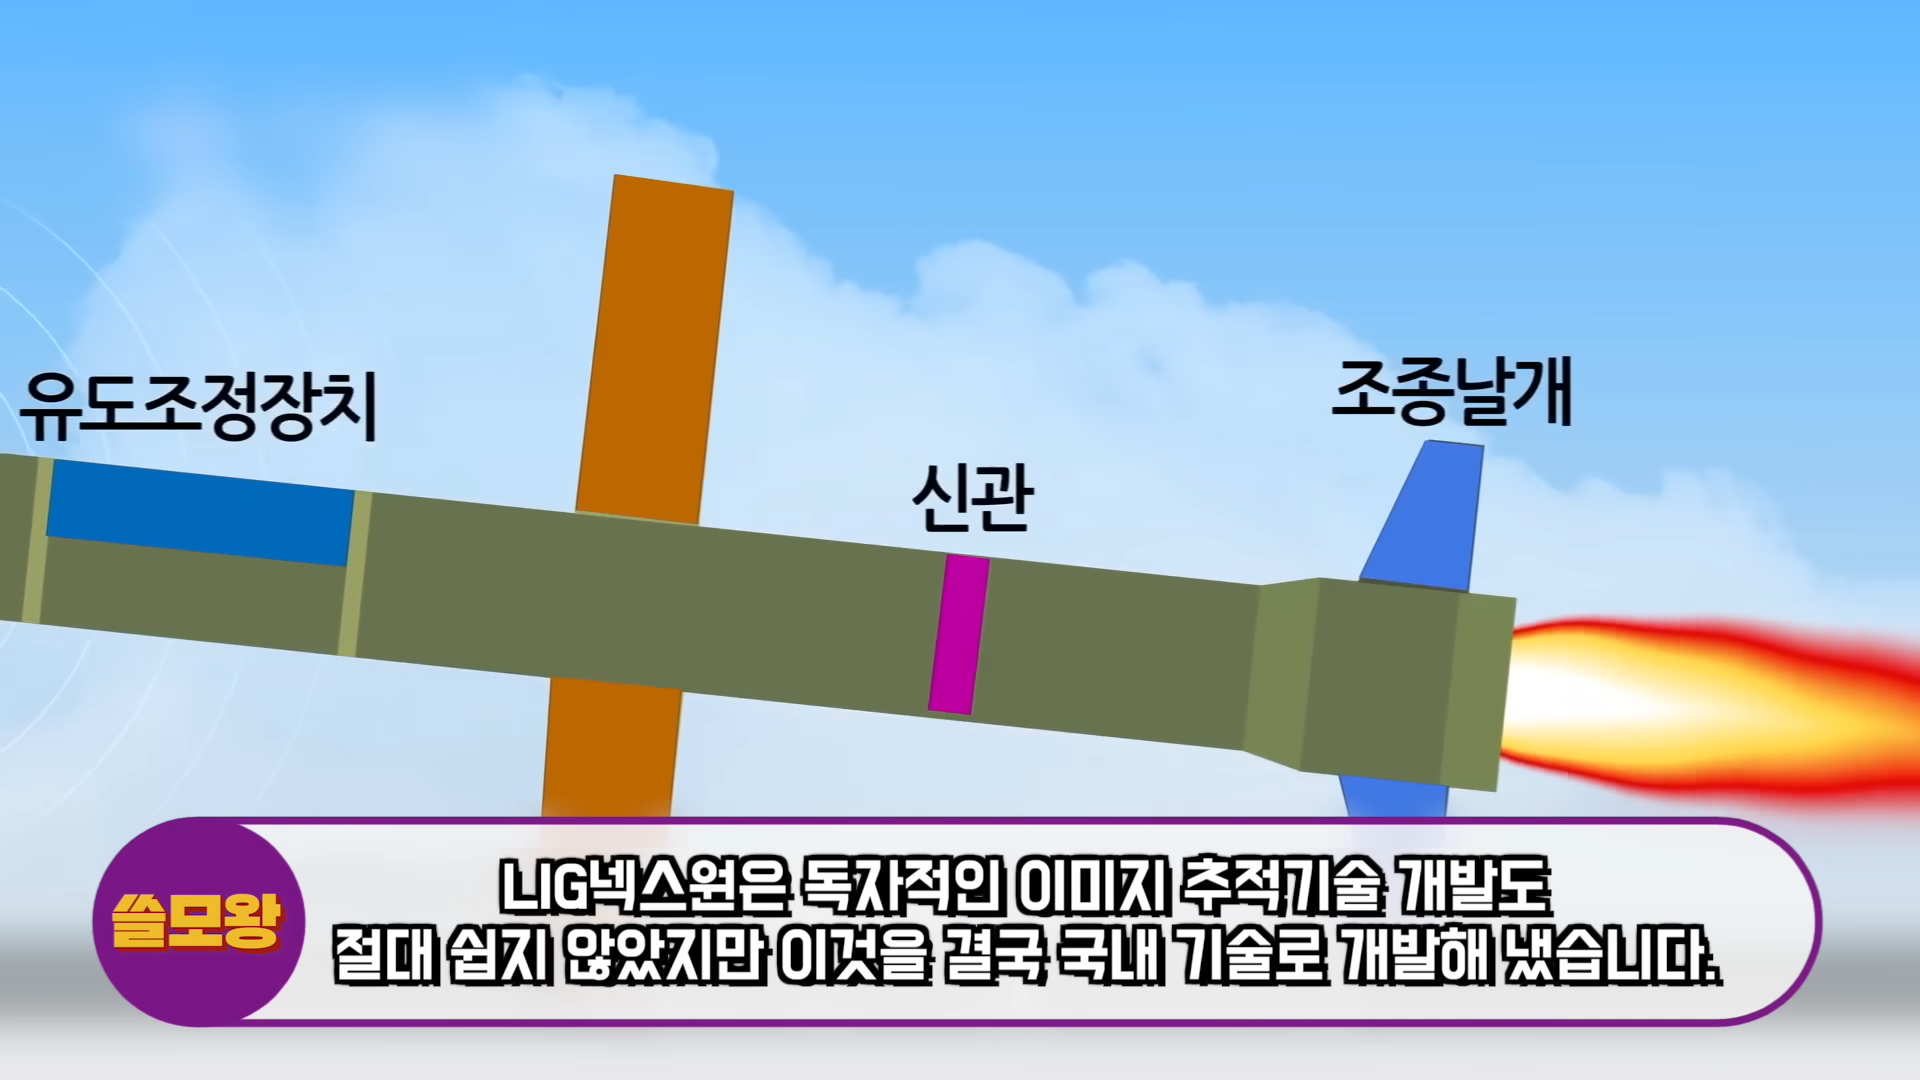 유도조정장치
신관
조종날개
쓸모왕
LIG넥스원은 독자적인 이미지 추적기술 개발도
절대 쉽지 않았지만 이것을 결국 국내 기술로 개발해 냈습니다.